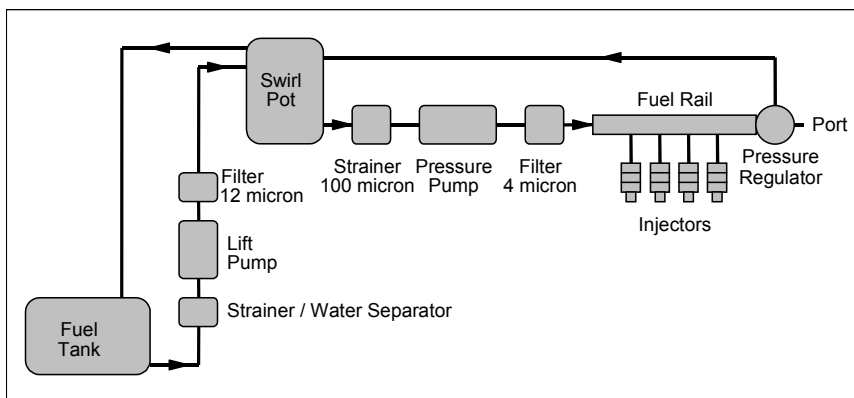 Swirl
Pot
Fuel Rail
Port
Strainer
100 micron
Pressure
Pump
Filter
4 micron
Pressure
Regulator
Filter
12 micron
Injectors
Lift
Pump
Strainer / Water Separator
Fuel
Tank